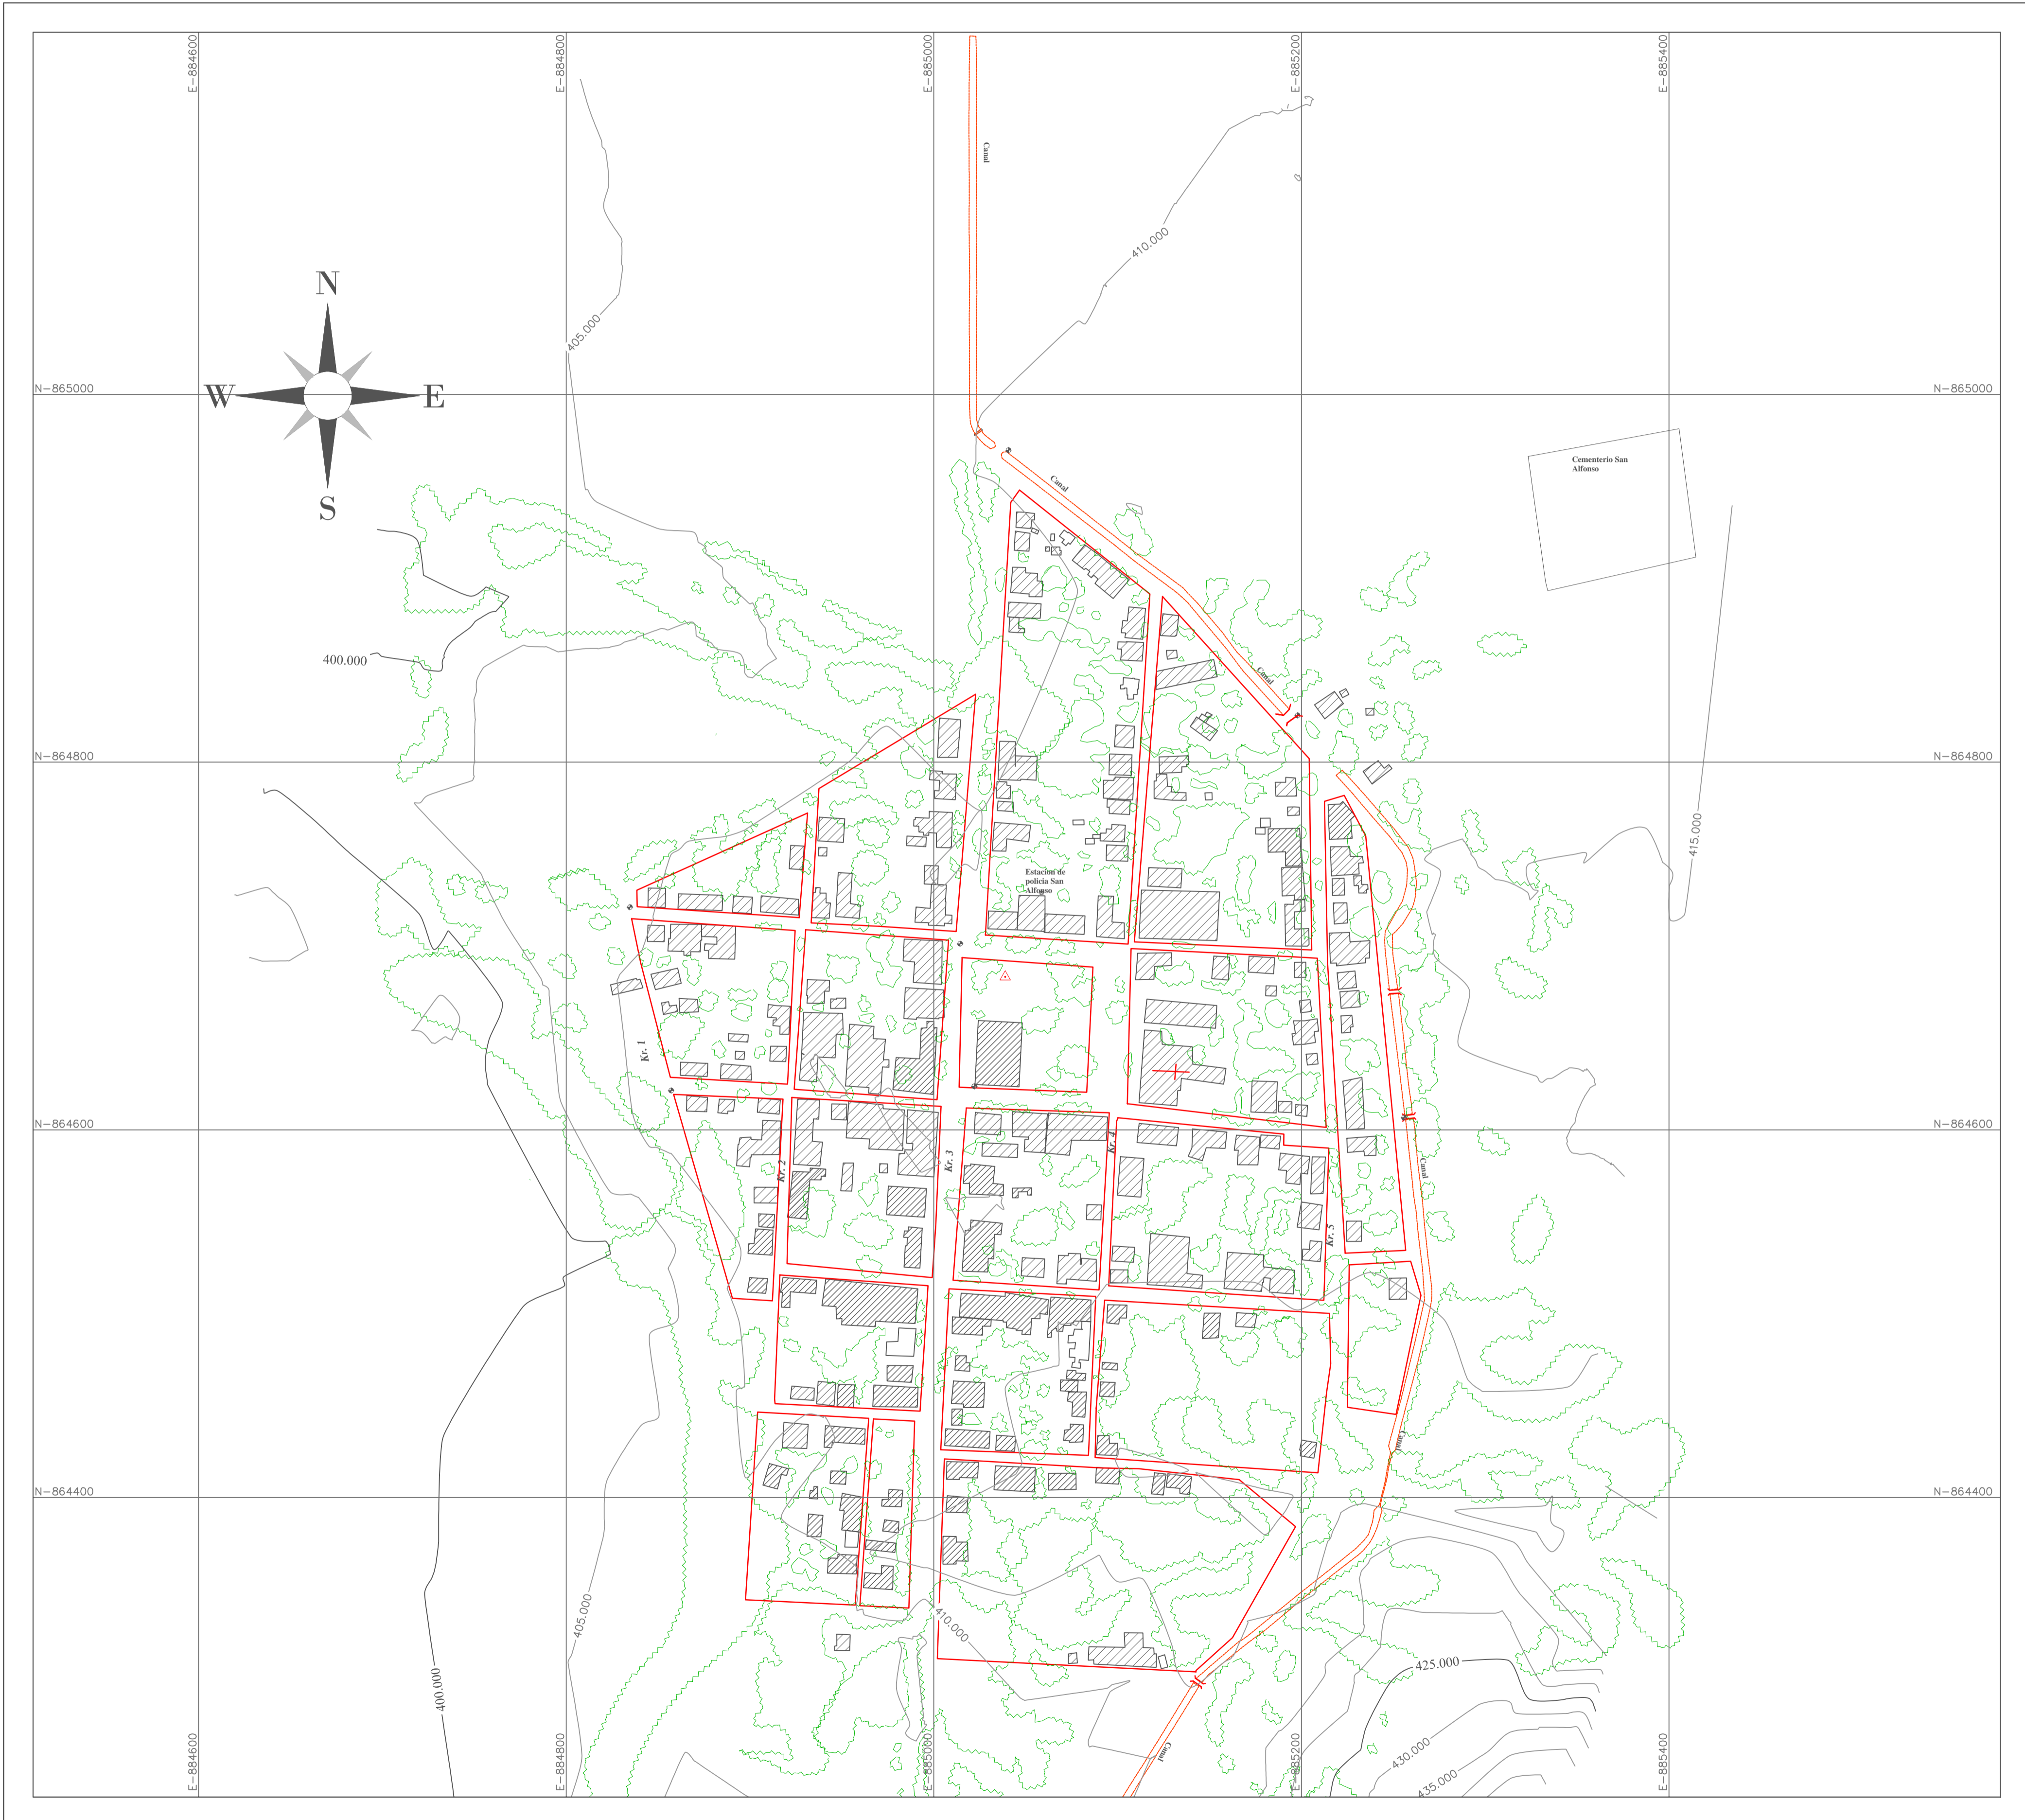 E-884600
E-884800
E-885000
E-885200
E-885400
Canal
410.000
N
405.000
N-865000
N-865000
W
E
Cementerio San
Alfonso
Canal
S
400.000
Canal
N-864800
N-864800
415.000
Estacion de
policia San
Alfonso
Kr. 1
N-864600
N-864600
Kr. 2
Kr. 3
Kr. 4
Canal
Kr. 5
Canal
N-864400
N-864400
405.000
410.000
400.000
425.000
430.000
435.000
Canal
E-884600
E-884800
E-885000
E-885200
E-885400